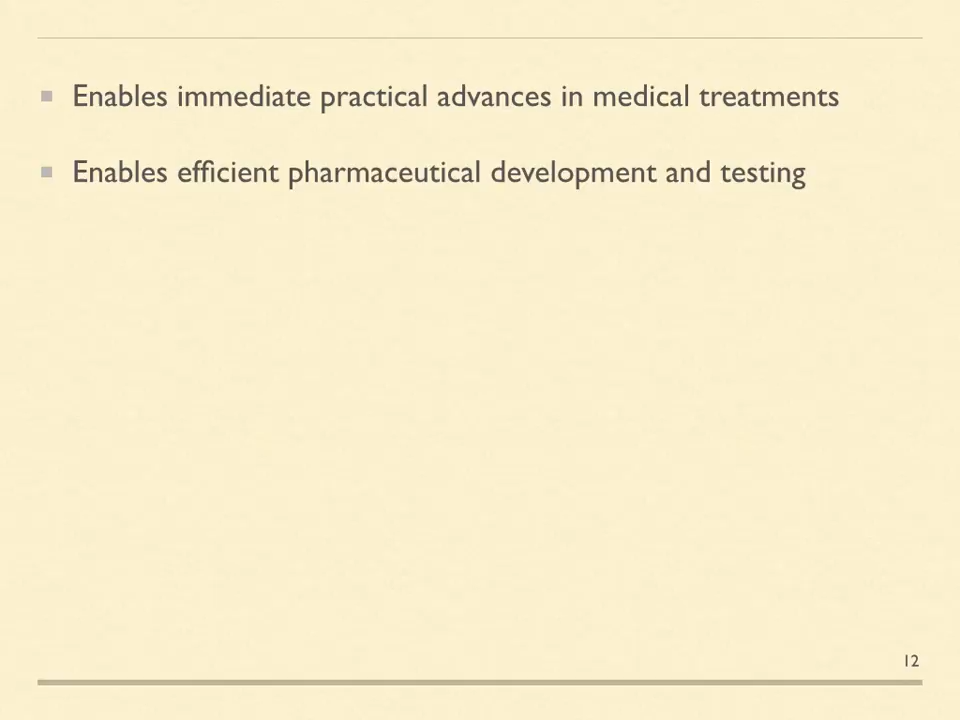 Enables immediate practical advances in medical treatments
Enables efficient pharmaceutical development and testing
12